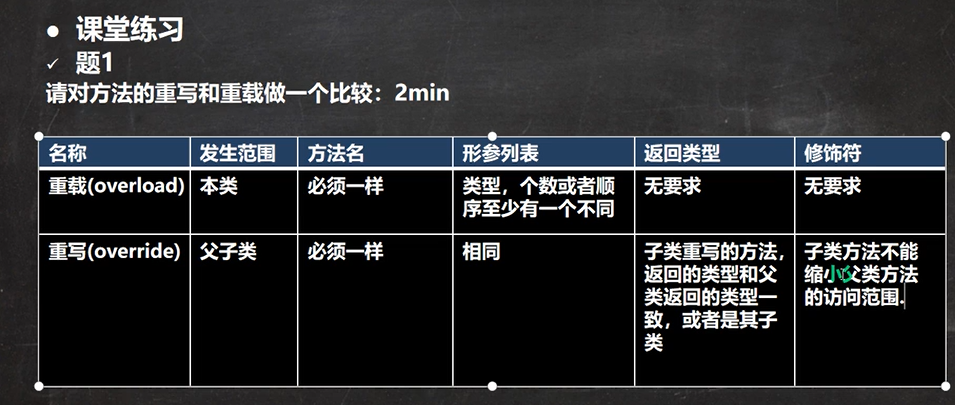 ● 课堂练习
✓ 题1
请对方法的重写和重载做一个比较：2min
名称 发生范围 方法名 形参列表 返回类型 修饰符
重载(overload) 本类 必须一样 类型，个数或者顺
序至少有一个不同 无要求 无要求
重写(override) 父子类 必须一样 相同 子类重写的方法，
返回的类型和父
类返回的类型一
致，或者是其子
类 子类方法不能
缩小父类方法
的访问范围.